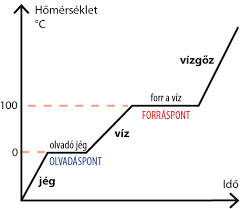 Hőmérséklet
°C
vízgőz
forr a víz
100
FORRÁSPONT
víz
olvadó jég
0
OLVADÁSPONT
jég
Idő